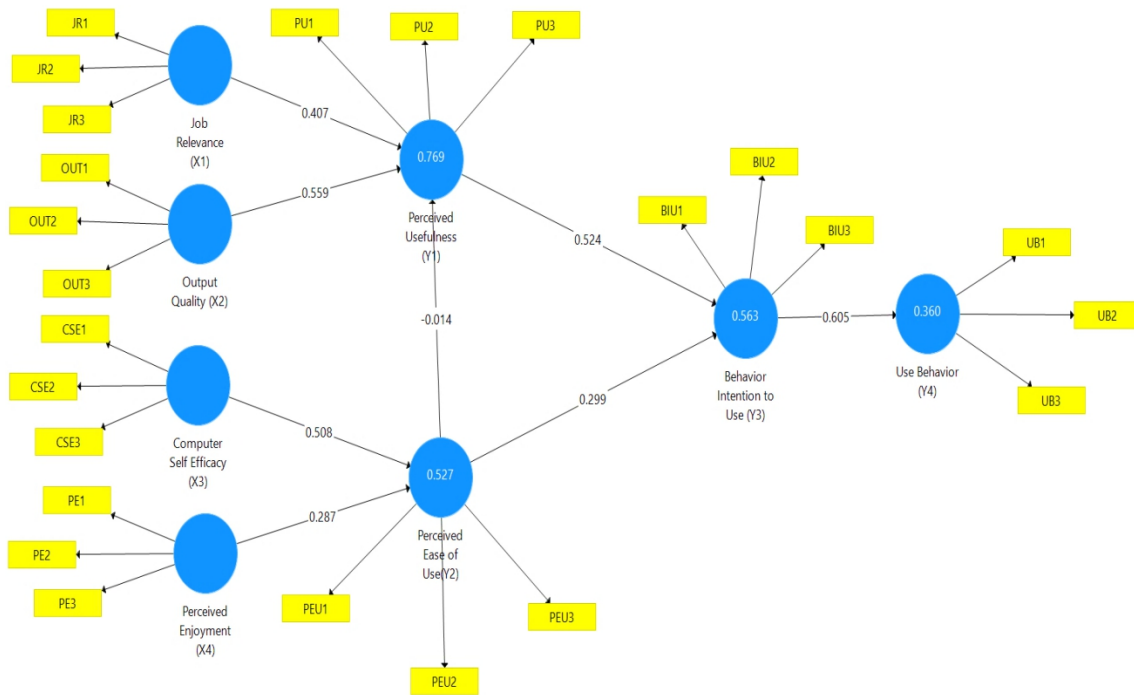 JR1
JR2
JR3
Job
Relevance
(X1)
OUT1
OUT2
OUT3
Output
Quality (X2)
CSE1
CSE2
CSE3
Computer
Self Efficacy
(X3)
PE1
PE2
PE3
Perceived
Enjoyment
(X4)
0.407
0.559
0.508
0.287
PU1
PU2
PU3
0.769
Perceived
Usefulness
(Y1)
-0.014
0.527
Perceived
Ease of
Use(Y2)
PEU1
PEU2
PEU3
0.524
0.299
BIU1
BIU2
BIU3
0.563
Behavior
Intention to
Use (Y3)
0.605
0.360
Use Behavior
(Y4)
UB1
UB2
UB3